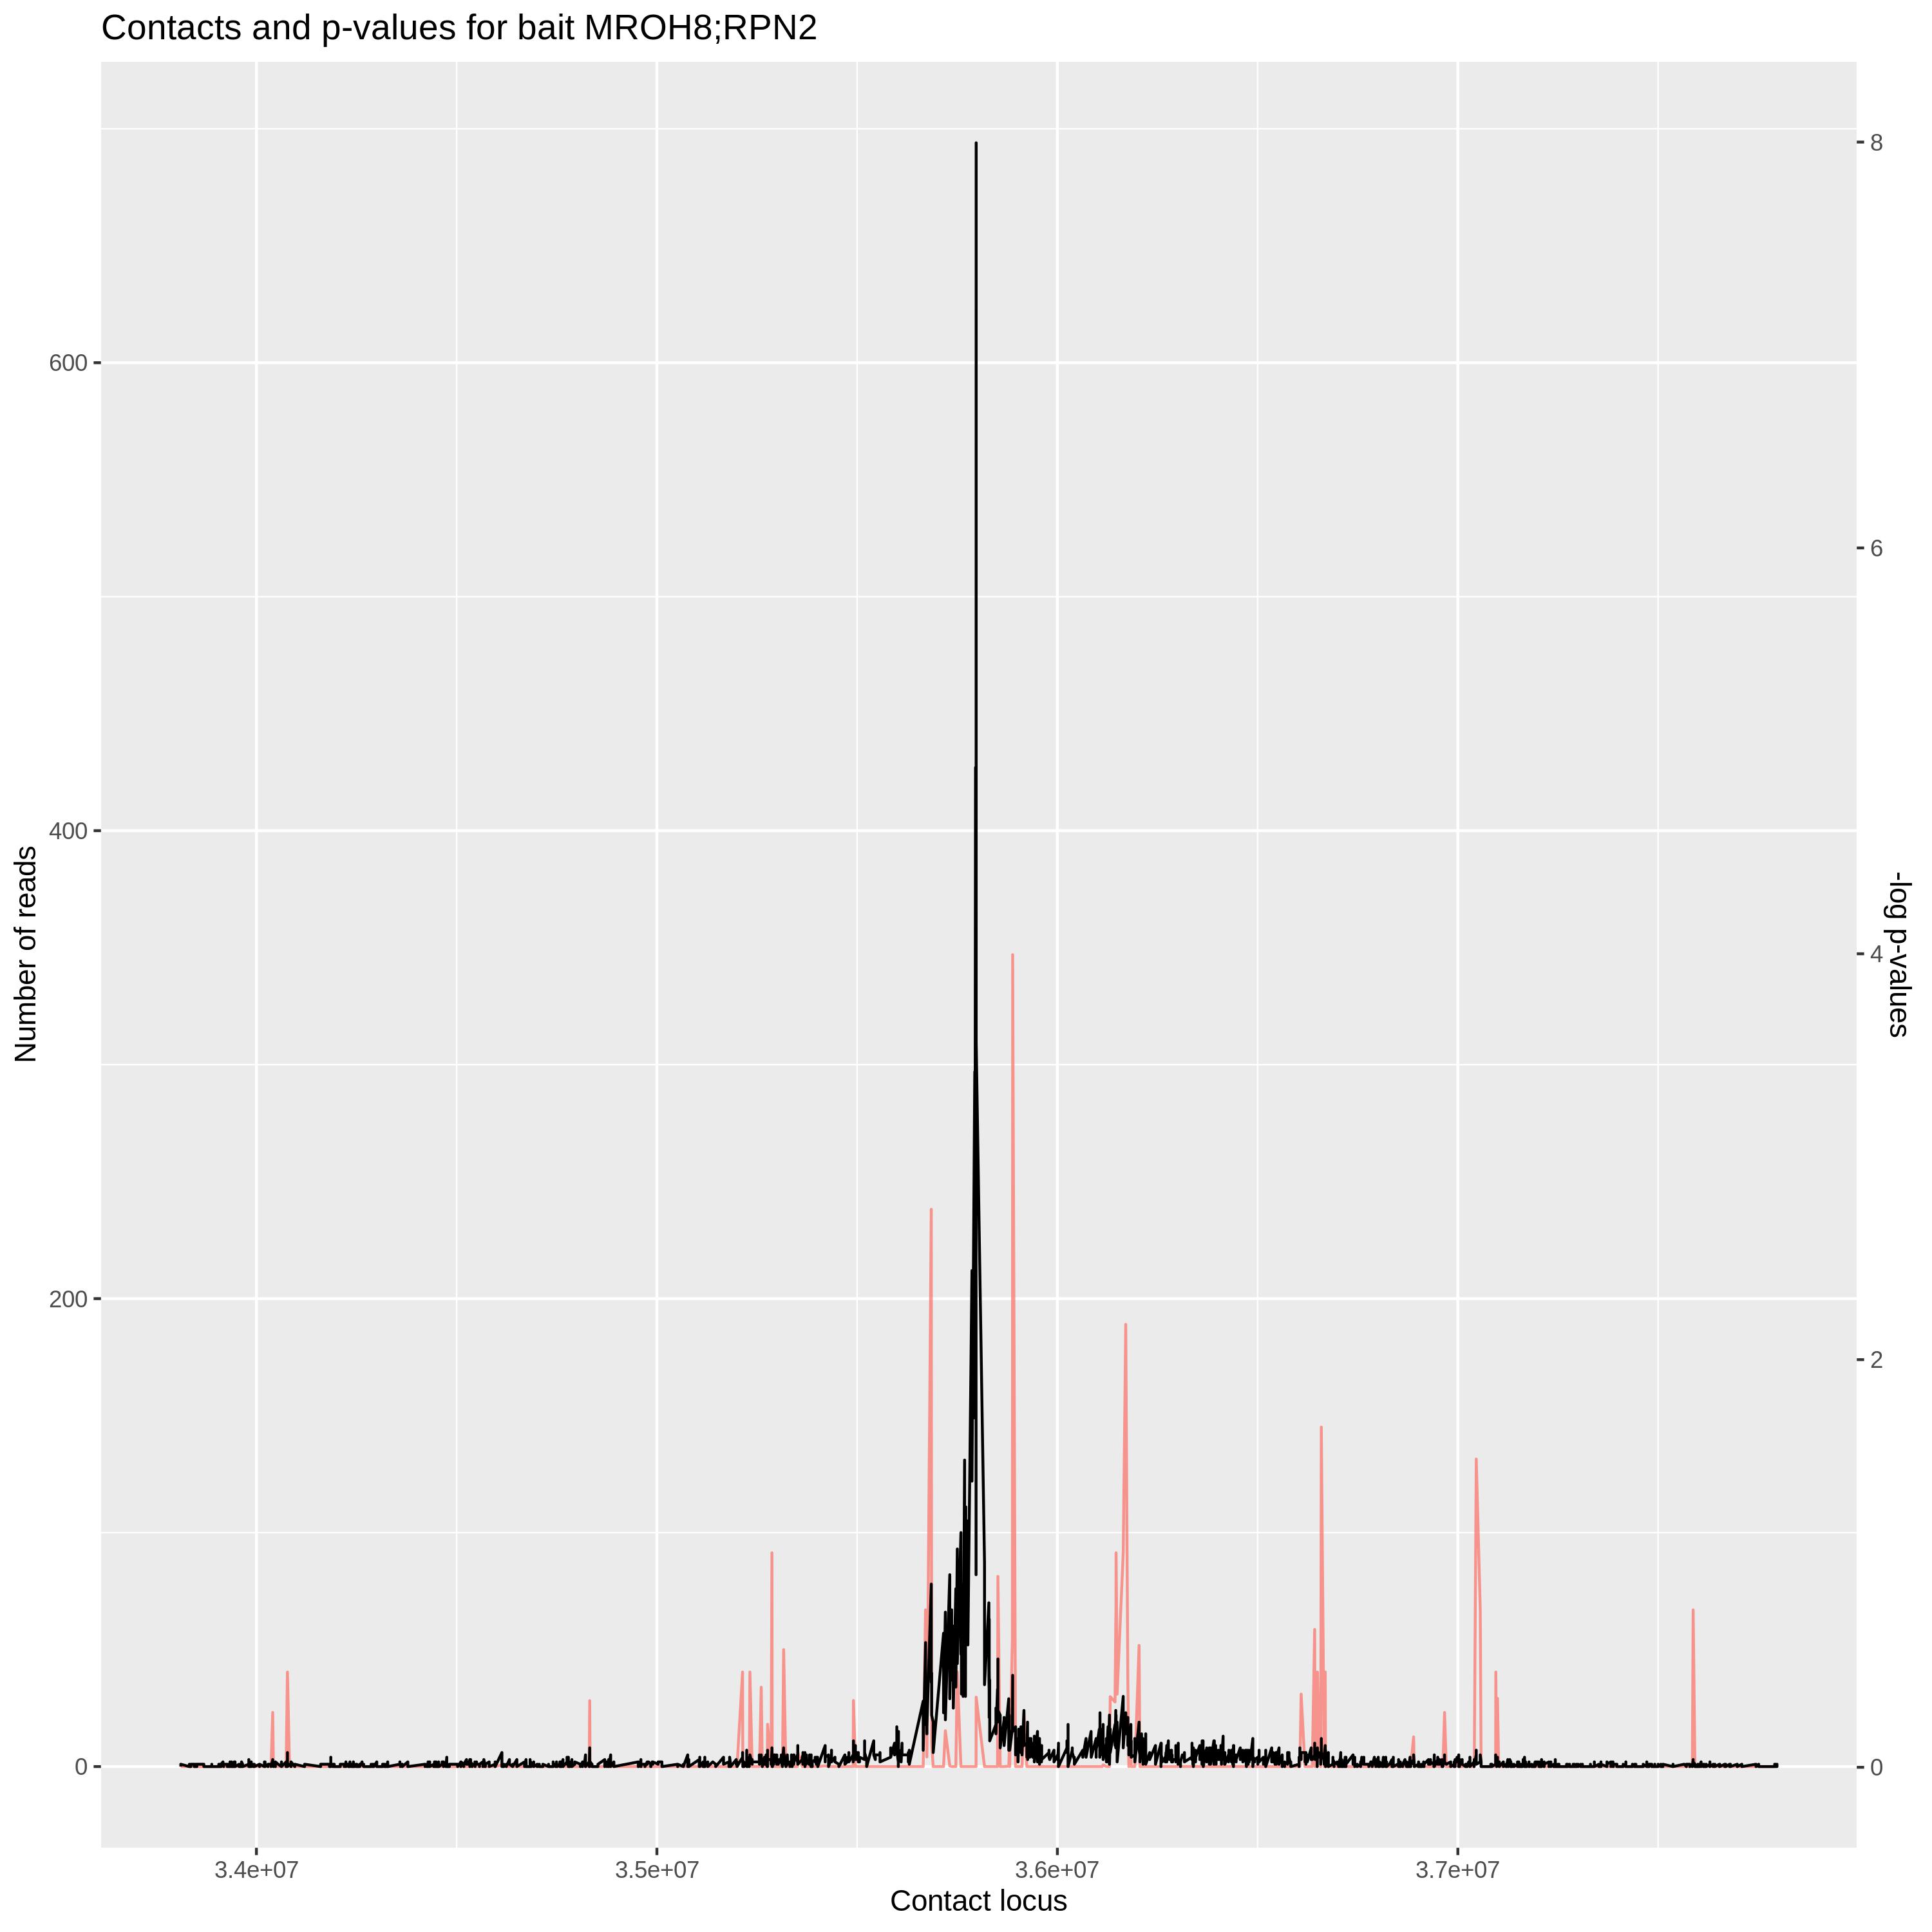 Contacts and p-values for bait MROH8;RPN2
Number of reads
600
400
200
0
8
6
4
2
0
-log p-values
3.4e+07
3.5e+07
3.6e+07
3.7e+07
Contact locus